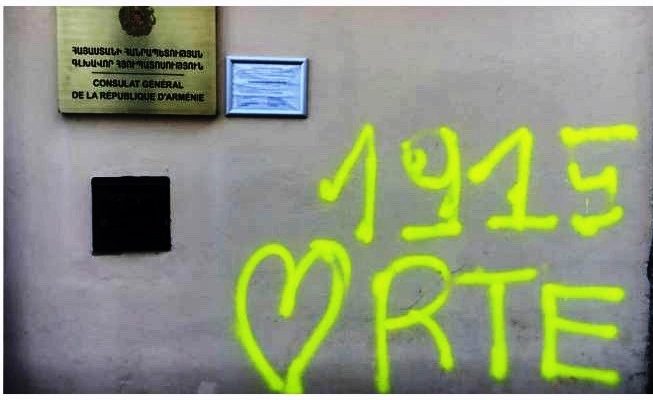 ՀԱՅԱՍՏԱՆԻ ՀԱՆՐԱՊԵՏՈՒԹՅԱՆ
ԳԼԽԱՎՈՐ ՀՅՈՒՊԱՏՈՍՈՒԹՅՈՒՆ
CONSULAT GÉNÉRAL
DE LA RÉPUBLIQUE D'ARMÉNIE
1915
♡ RTE